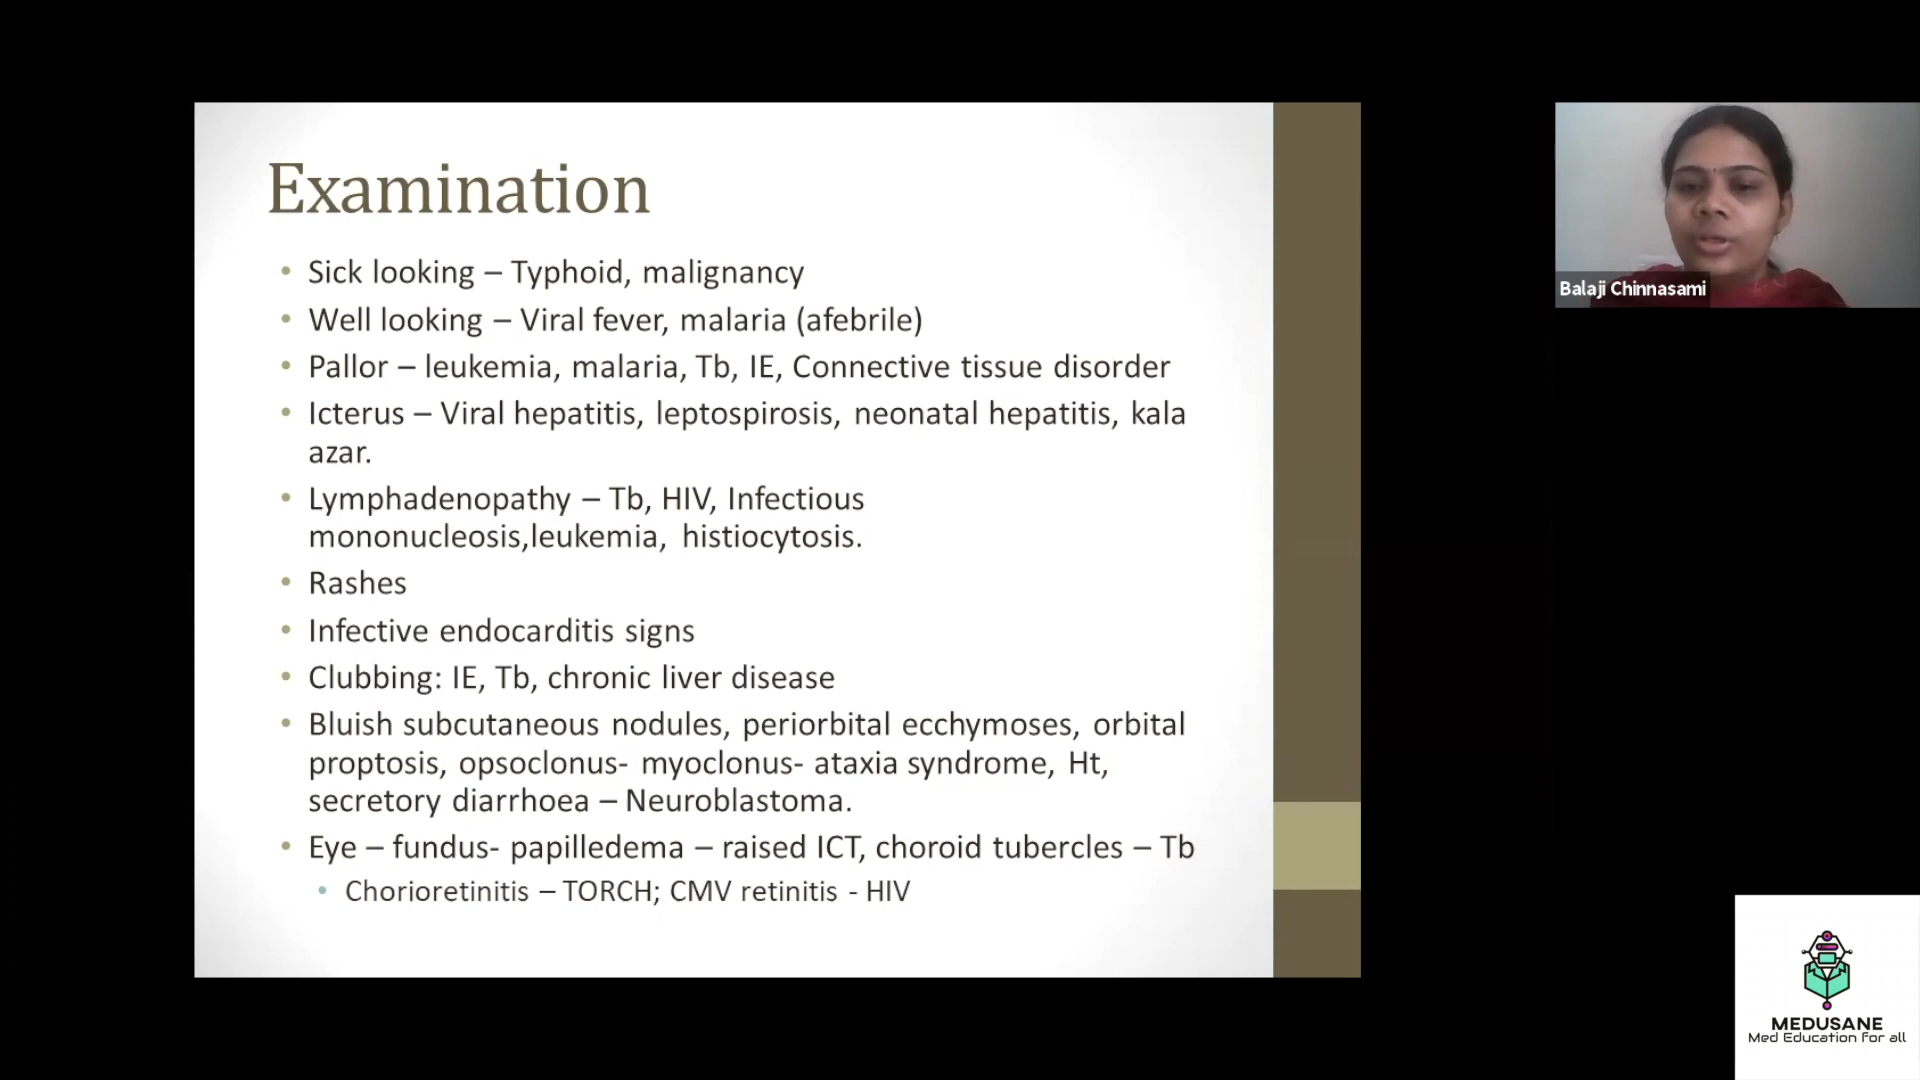 Examination
• Sick looking – Typhoid, malignancy
• Well looking – Viral fever, malaria (afebrile)
• Pallor – leukemia, malaria, Tb, IE, Connective tissue disorder
• Icterus – Viral hepatitis, leptospirosis, neonatal hepatitis, kala
azar.
• Lymphadenopathy – Tb, HIV, Infectious
mononucleosis,leukemia, histiocytosis.
• Rashes
• Infective endocarditis signs
• Clubbing: IE, Tb, chronic liver disease
• Bluish subcutaneous nodules, periorbital ecchymoses, orbital
proptosis, opsoclonus- myoclonus- ataxia syndrome, Ht,
secretory diarrhoea – Neuroblastoma.
• Eye – fundus- papilledema – raised ICT, choroid tubercles – Tb
• Chorioretinitis – TORCH; CMV retinitis - HIV
Balaji Chinnasami
MEDUSANE
Med Education for all